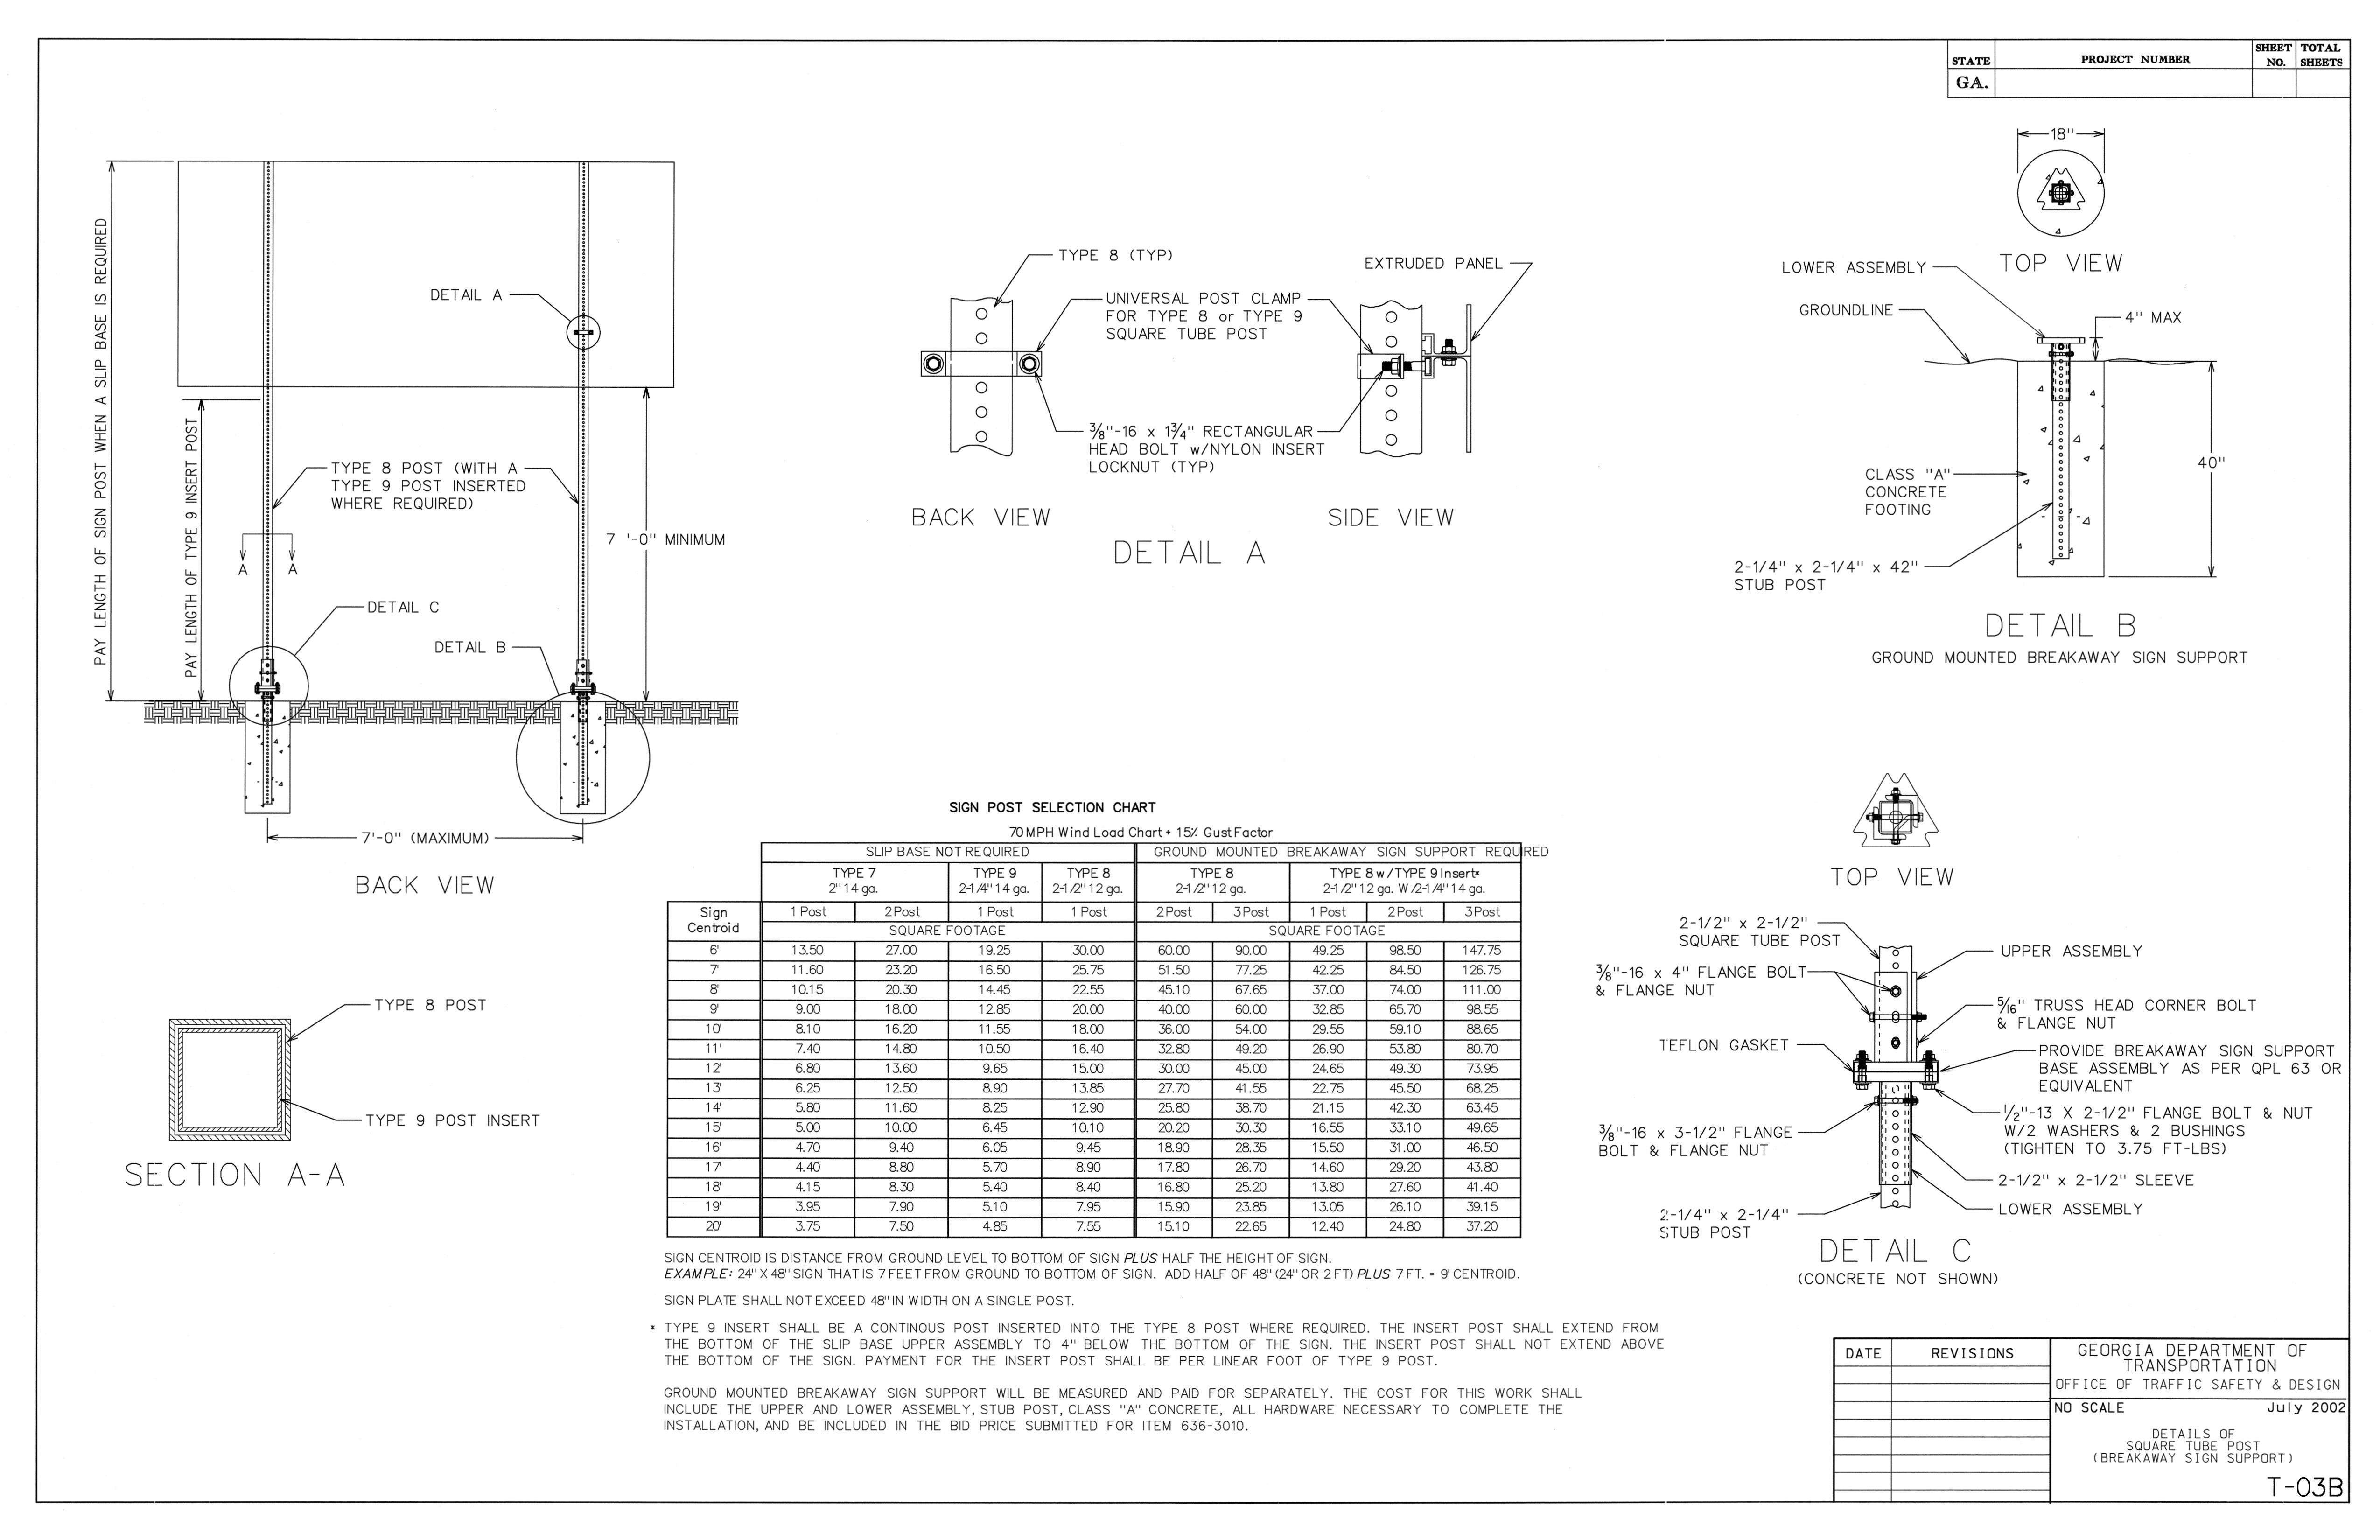 STATE PROJECT NUMBER SHEET NO. TOTAL SHEETS
GA.
PAY LENGTH OF SIGN POST WHEN A SLIP BASE IS REQUIRED
PAY LENGTH OF TYPE 9 INSERT POST
DETAIL A
TYPE 8 POST (WITH A
TYPE 9 POST INSERTED
WHERE REQUIRED)
7 '-0" MINIMUM
A A
DETAIL C
DETAIL B
7'-0" (MAXIMUM)
BACK VIEW
TYPE 8 POST
TYPE 9 POST INSERT
SECTION A-A
TYPE 8 (TYP)
EXTRUDED PANEL
UNIVERSAL POST CLAMP
FOR TYPE 8 or TYPE 9
SQUARE TUBE POST
3/8"-16 x 1 3/4" RECTANGULAR
HEAD BOLT w/NYLON INSERT
LOCKNUT (TYP)
BACK VIEW
SIDE VIEW
DETAIL A
18"
TOP VIEW
LOWER ASSEMBLY
GROUNDLINE
4" MAX
40"
CLASS "A"
CONCRETE
FOOTING
2-1/4" x 2-1/4" x 42"
STUB POST
DETAIL B
GROUND MOUNTED BREAKAWAY SIGN SUPPORT
SIGN POST SELECTION CHART
70 MPH Wind Load Chart + 15% Gust Factor
SLIP BASE NOT REQUIRED GROUND MOUNTED BREAKAWAY SIGN SUPPORT REQUIRED
TYPE 7 TYPE 9 TYPE 8 TYPE 8 TYPE 8 w/TYPE 9 Insert*
2" 14 ga. 2-1/4" 14 ga. 2-1/2" 12 ga. 2-1/2" 12 ga. 2-1/2" 12 ga. W/2-1/4" 14 ga.
Sign Centroid 1 Post 2 Post 1 Post 1 Post 2 Post 3 Post 1 Post 2 Post 3 Post
SQUARE FOOTAGE SQUARE FOOTAGE
6' 13.50 27.00 19.25 30.00 60.00 90.00 49.25 98.50 147.75
7' 11.60 23.20 16.50 25.75 51.50 77.25 42.25 84.50 126.75
8' 10.15 20.30 14.45 22.55 45.10 67.65 37.00 74.00 111.00
9' 9.00 18.00 12.85 20.00 40.00 60.00 32.85 65.70 98.55
10' 8.10 16.20 11.55 18.00 36.00 54.00 29.55 59.10 88.65
11' 7.40 14.80 10.50 16.40 32.80 49.20 26.90 53.80 80.70
12' 6.80 13.60 9.65 15.00 30.00 45.00 24.65 49.30 73.95
13' 6.25 12.50 8.90 13.85 27.70 41.55 22.75 45.50 68.25
14' 5.80 11.60 8.25 12.90 25.80 38.70 21.15 42.30 63.45
15' 5.00 10.00 6.45 10.10 20.20 30.30 16.55 33.10 49.65
16' 4.70 9.40 6.05 9.45 18.90 28.35 15.50 31.00 46.50
17' 4.40 8.80 5.70 8.90 17.80 26.70 14.60 29.20 43.80
18' 4.15 8.30 5.40 8.40 16.80 25.20 13.80 27.60 41.40
19' 3.95 7.90 5.10 7.95 15.90 23.85 13.05 26.10 39.15
20' 3.75 7.50 4.85 7.55 15.10 22.65 12.40 24.80 37.20
SIGN CENTROID IS DISTANCE FROM GROUND LEVEL TO BOTTOM OF SIGN PLUS HALF THE HEIGHT OF SIGN.
EXAMPLE: 24" X 48" SIGN THAT IS 7 FEET FROM GROUND TO BOTTOM OF SIGN. ADD HALF OF 48" (24" OR 2 FT) PLUS 7 FT. = 9' CENTROID.
SIGN PLATE SHALL NOT EXCEED 48" IN WIDTH ON A SINGLE POST.
* TYPE 9 INSERT SHALL BE A CONTINOUS POST INSERTED INTO THE TYPE 8 POST WHERE REQUIRED. THE INSERT POST SHALL EXTEND FROM
THE BOTTOM OF THE SLIP BASE UPPER ASSEMBLY TO 4" BELOW THE BOTTOM OF THE SIGN. THE INSERT POST SHALL NOT EXTEND ABOVE
THE BOTTOM OF THE SIGN. PAYMENT FOR THE INSERT POST SHALL BE PER LINEAR FOOT OF TYPE 9 POST.
GROUND MOUNTED BREAKAWAY SIGN SUPPORT WILL BE MEASURED AND PAID FOR SEPARATELY. THE COST FOR THIS WORK SHALL
INCLUDE THE UPPER AND LOWER ASSEMBLY, STUB POST, CLASS "A" CONCRETE, ALL HARDWARE NECESSARY TO COMPLETE THE
INSTALLATION, AND BE INCLUDED IN THE BID PRICE SUBMITTED FOR ITEM 636-3010.
TOP VIEW
2-1/2" x 2-1/2"
SQUARE TUBE POST
3/8"-16 x 4" FLANGE BOLT
& FLANGE NUT
TEFLON GASKET
3/8"-16 x 3-1/2" FLANGE
BOLT & FLANGE NUT
2-1/4" x 2-1/4"
STUB POST
UPPER ASSEMBLY
5/16" TRUSS HEAD CORNER BOLT
& FLANGE NUT
PROVIDE BREAKAWAY SIGN SUPPORT
BASE ASSEMBLY AS PER QPL 63 OR
EQUIVALENT
1/2"-13 X 2-1/2" FLANGE BOLT & NUT
W/2 WASHERS & 2 BUSHINGS
(TIGHTEN TO 3.75 FT-LBS)
2-1/2" x 2-1/2" SLEEVE
LOWER ASSEMBLY
DETAIL C
(CONCRETE NOT SHOWN)
DATE REVISIONS
GEORGIA DEPARTMENT OF
TRANSPORTATION
OFFICE OF TRAFFIC SAFETY & DESIGN
NO SCALE July 2002
DETAILS OF
SQUARE TUBE POST
(BREAKAWAY SIGN SUPPORT)
T-03B